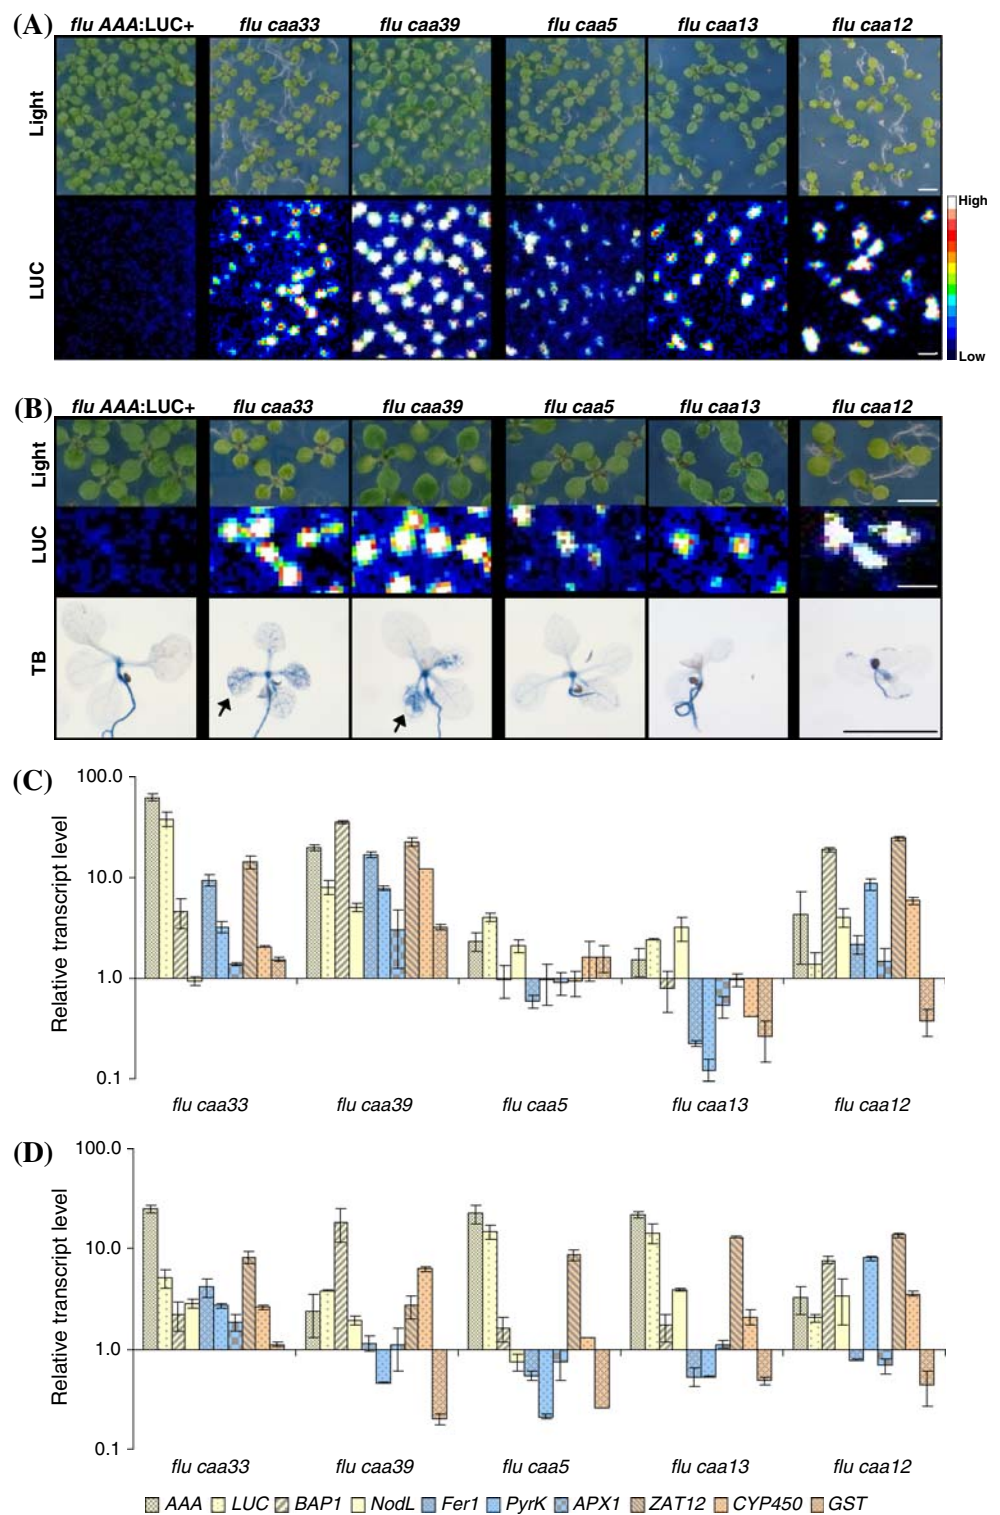 (A)
flu AAA:LUC+ flu caa33 flu caa39 flu caa5 flu caa13 flu caa12
Light
LUC
High
Low
(B)
flu AAA:LUC+ flu caa33 flu caa39 flu caa5 flu caa13 flu caa12
Light
LUC
TB
(C)
Relative transcript level
100.0
10.0
1.0
0.1
flu caa33 flu caa39 flu caa5 flu caa13 flu caa12
(D)
Relative transcript level
100.0
10.0
1.0
0.1
flu caa33 flu caa39 flu caa5 flu caa13 flu caa12
AAA LUC BAP1 NodL Fer1 PyrK APX1 ZAT12 CYP450 GST